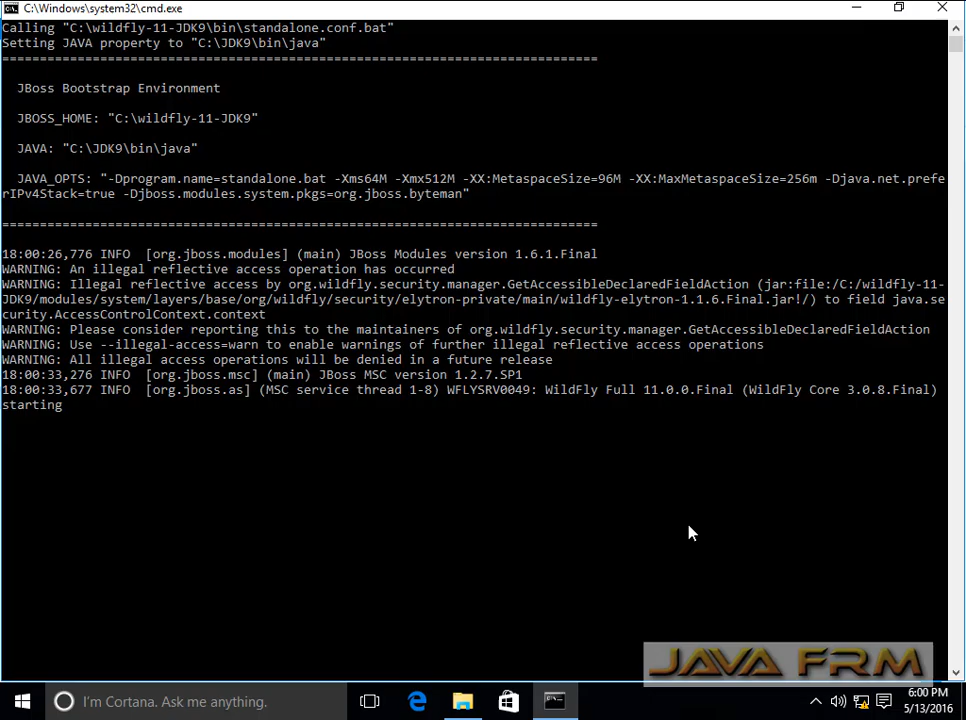 C:\Windows\system32\cmd.exe
Calling "C:\wildfly-11-JDK9\bin\standalone.conf.bat"
Setting JAVA property to "C:\JDK9\bin\java"
===============================================================================
JBoss Bootstrap Environment
JBOSS_HOME: "C:\wildfly-11-JDK9"
JAVA: "C:\JDK9\bin\java"
JAVA_OPTS: "-Dprogram.name=standalone.bat -Xms64M -Xmx512M -XX:MetaspaceSize=96M -XX:MaxMetaspaceSize=256m -Djava.net.prefe
rIPv4Stack=true -Djboss.modules.system.pkgs=org.jboss.byteman"
===============================================================================
18:00:26,776 INFO  [org.jboss.modules] (main) JBoss Modules version 1.6.1.Final
WARNING: An illegal reflective access operation has occurred
WARNING: Illegal reflective access by org.wildfly.security.manager.GetAccessibleDeclaredFieldAction (jar:file:/C:/wildfly-11-
JDK9/modules/system/layers/base/org/wildfly/security/elytron-private/main/wildfly-elytron-1.1.6.Final.jar!/) to field java.se
curity.AccessControlContext.context
WARNING: Please consider reporting this to the maintainers of org.wildfly.security.manager.GetAccessibleDeclaredFieldAction
WARNING: Use --illegal-access=warn to enable warnings of further illegal reflective access operations
WARNING: All illegal access operations will be denied in a future release
18:00:33,276 INFO  [org.jboss.msc] (main) JBoss MSC version 1.2.7.SP1
18:00:33,677 INFO  [org.jboss.as] (MSC service thread 1-8) WFLYSRV0049: WildFly Full 11.0.0.Final (WildFly Core 3.0.8.Final)
starting
JAVA FRM
I'm Cortana. Ask me anything.
6:00 PM
5/13/2016